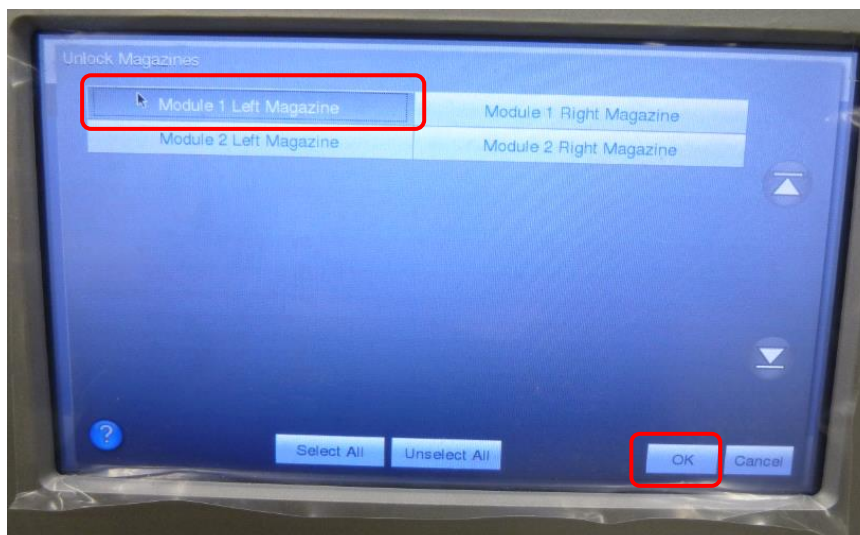 Unlock Magazines
Module 1 Left Magazine
Module 1 Right Magazine
Module 2 Left Magazine
Module 2 Right Magazine
?
Select All
Unselect All
OK
Cancel